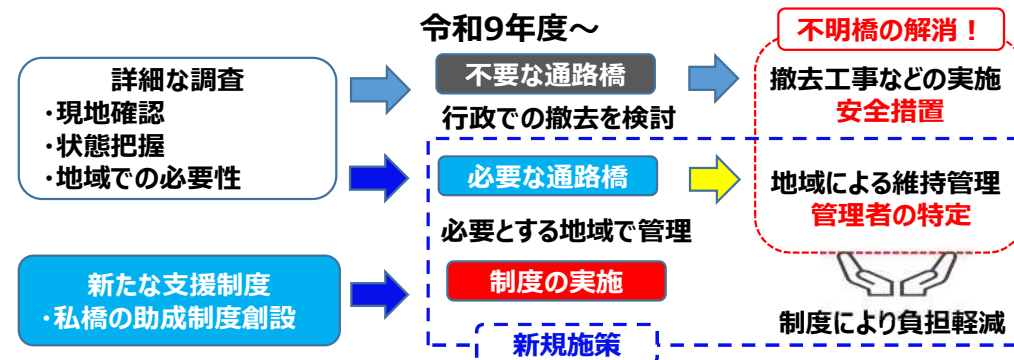 令和9年度～
不明橋の解消！
詳細な調査
・現地確認
・状態把握
・地域での必要性
不要な通路橋
行政での撤去を検討
撤去工事などの実施
安全措置
必要な通路橋
必要とする地域で管理
地域による維持管理
管理者の特定
新たな支援制度
・私橋の助成制度創設
制度の実施
制度により負担軽減
新規施策